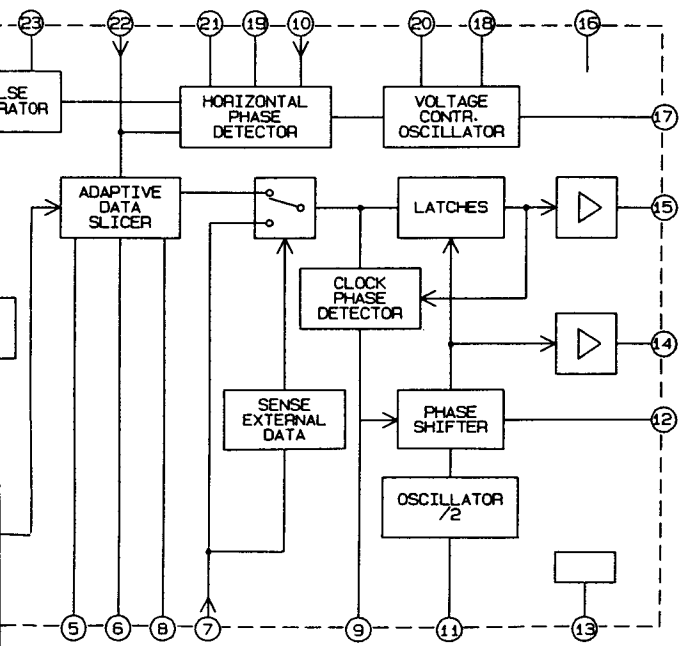 23
22
21
19
10
20
18
16
LSE
RATOR
HORIZONTAL
PHASE
DETECTOR
VOLTAGE
CONTR.
OSCILLATOR
17
ADAPTIVE
DATA
SLICER
LATCHES
15
CLOCK
PHASE
DETECTOR
14
SENSE
EXTERNAL
DATA
PHASE
SHIFTER
12
OSCILLATOR
/2
5
6
8
7
9
11
13